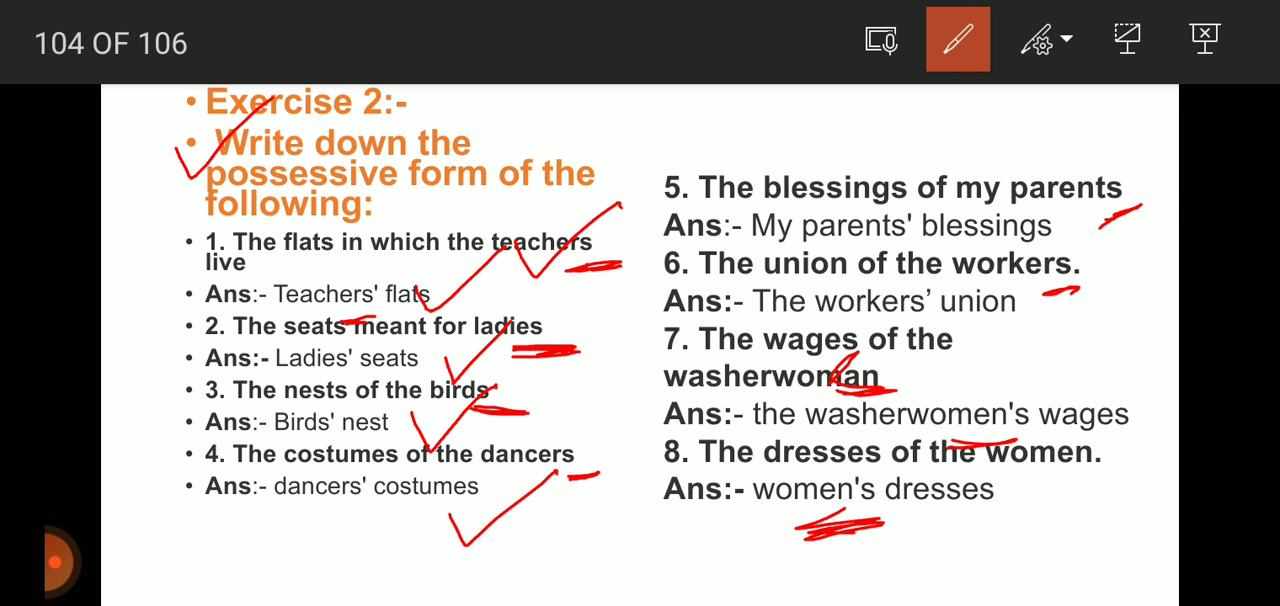 104 OF 106
• Exercise 2:-
• Write down the
possessive form of the
following:
• 1. The flats in which the teachers
live
• Ans:- Teachers' flats
• 2. The seats meant for ladies
• Ans:- Ladies' seats
• 3. The nests of the birds
• Ans:- Birds' nest
• 4. The costumes of the dancers
• Ans:- dancers' costumes
5. The blessings of my parents
Ans:- My parents' blessings
6. The union of the workers.
Ans:- The workers’ union
7. The wages of the
washerwoman
Ans:- the washerwomen's wages
8. The dresses of the women.
Ans:- women's dresses